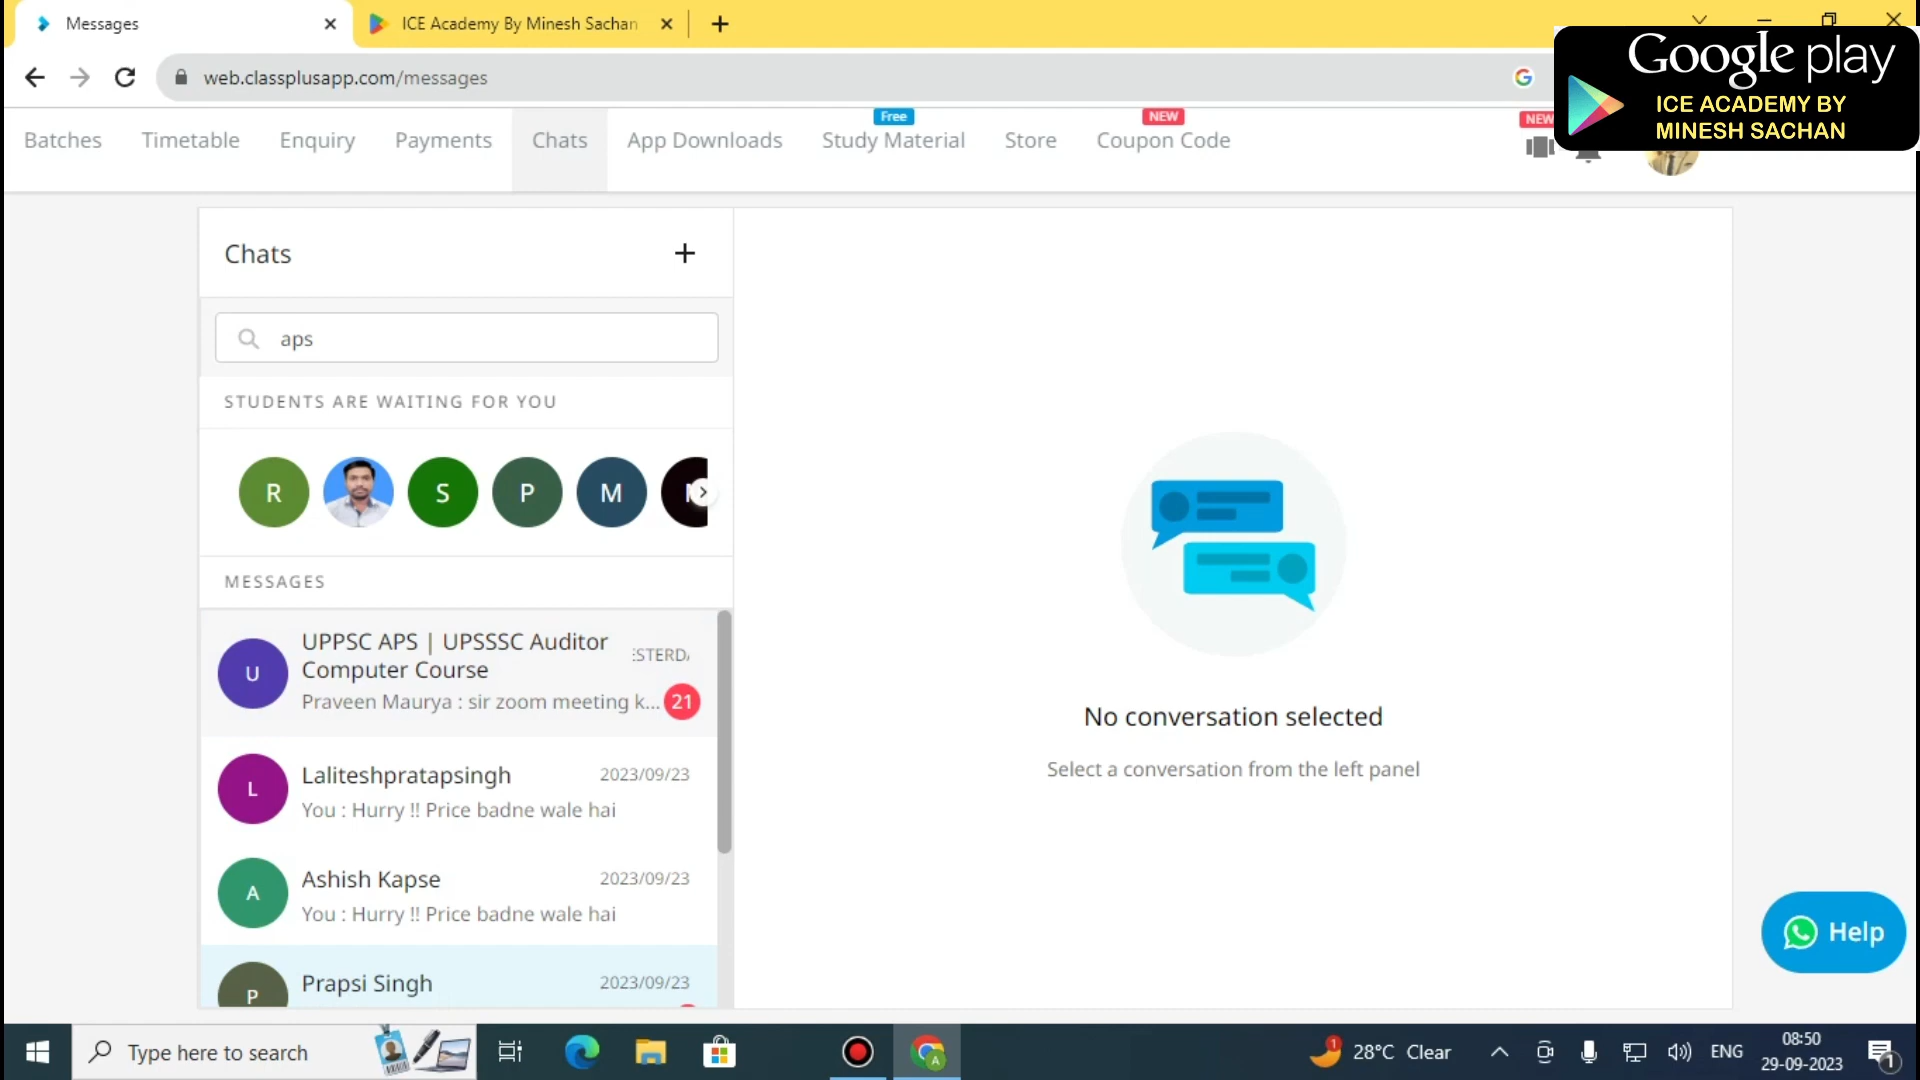 Messages
ICE Academy By Minesh Sachan
web.classplusapp.com/messages
Google play
ICE ACADEMY BY
MINESH SACHAN
Batches
Timetable
Enquiry
Payments
Chats
App Downloads
Free
Study Material
Store
NEW
Coupon Code
NEW
Chats
aps
STUDENTS ARE WAITING FOR YOU
R
S
P
M
MESSAGES
U
UPPSC APS | UPSSSC Auditor
Computer Course
Praveen Maurya : sir zoom meeting k...
21
L
Laliteshpratapsingh
2023/09/23
You : Hurry !! Price badne wale hai
A
Ashish Kapse
2023/09/23
You : Hurry !! Price badne wale hai
P
Prapsi Singh
2023/09/23
No conversation selected
Select a conversation from the left panel
Help
Type here to search
A
1
28°C Clear
ENG
08:50
29-09-2023
1